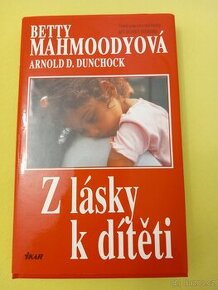 BETTY
MAHMOODYOVÁ
ARNOLD D. DUNCHOCK
Z lásky
k dítěti
IKAR